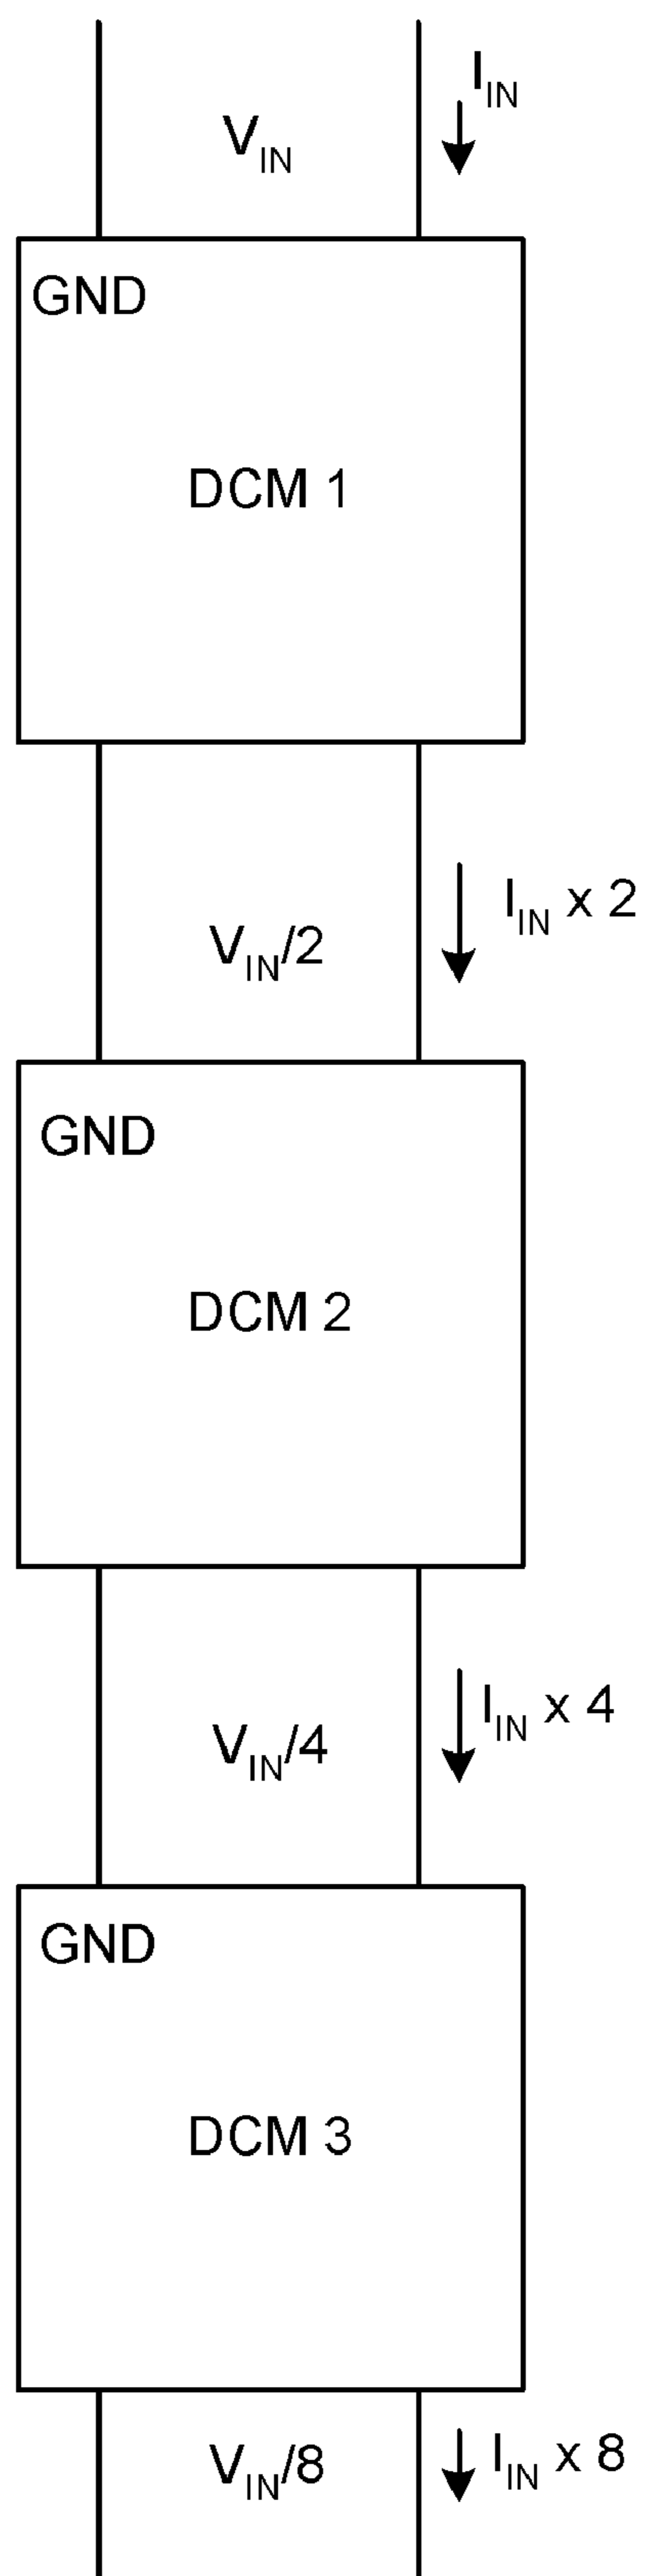 I_IN
V_IN
GND
DCM 1
I_IN x 2
V_IN/2
GND
DCM 2
I_IN x 4
V_IN/4
GND
DCM 3
I_IN x 8
V_IN/8